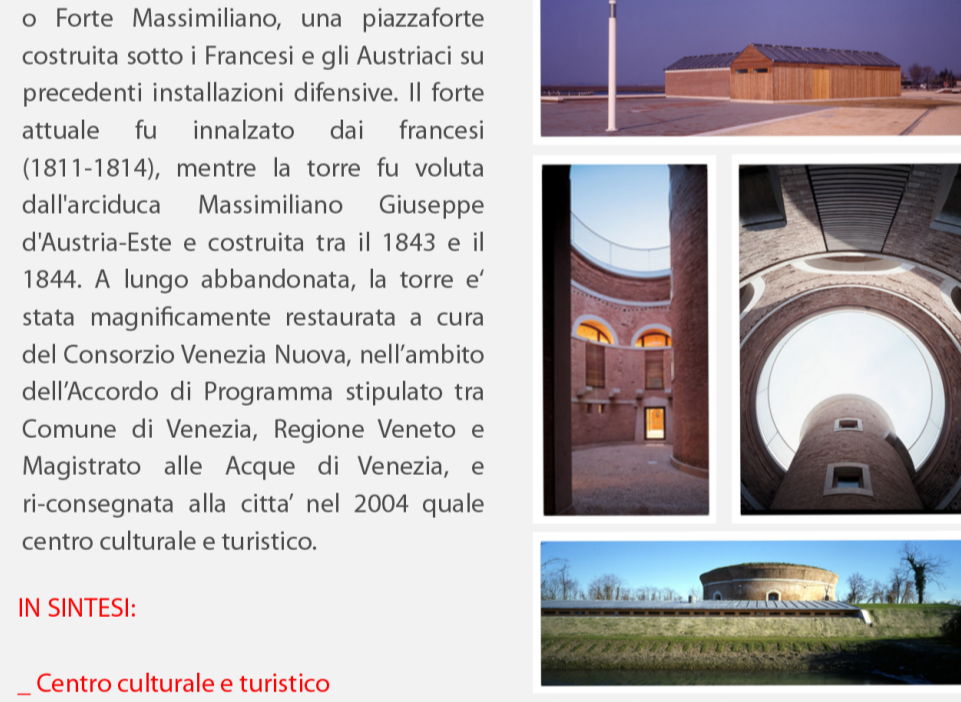 o Forte Massimiliano, una piazzaforte
costruita sotto i Francesi e gli Austriaci su
precedenti installazioni difensive. Il forte
attuale fu innalzato dai francesi
(1811-1814), mentre la torre fu voluta
dall'arciduca Massimiliano Giuseppe
d'Austria-Este e costruita tra il 1843 e il
1844. A lungo abbandonata, la torre e‘
stata magnificamente restaurata a cura
del Consorzio Venezia Nuova, nell’ambito
dell’Accordo di Programma stipulato tra
Comune di Venezia, Regione Veneto e
Magistrato alle Acque di Venezia, e
ri-consegnata alla citta’ nel 2004 quale
centro culturale e turistico.
IN SINTESI:
_ Centro culturale e turistico